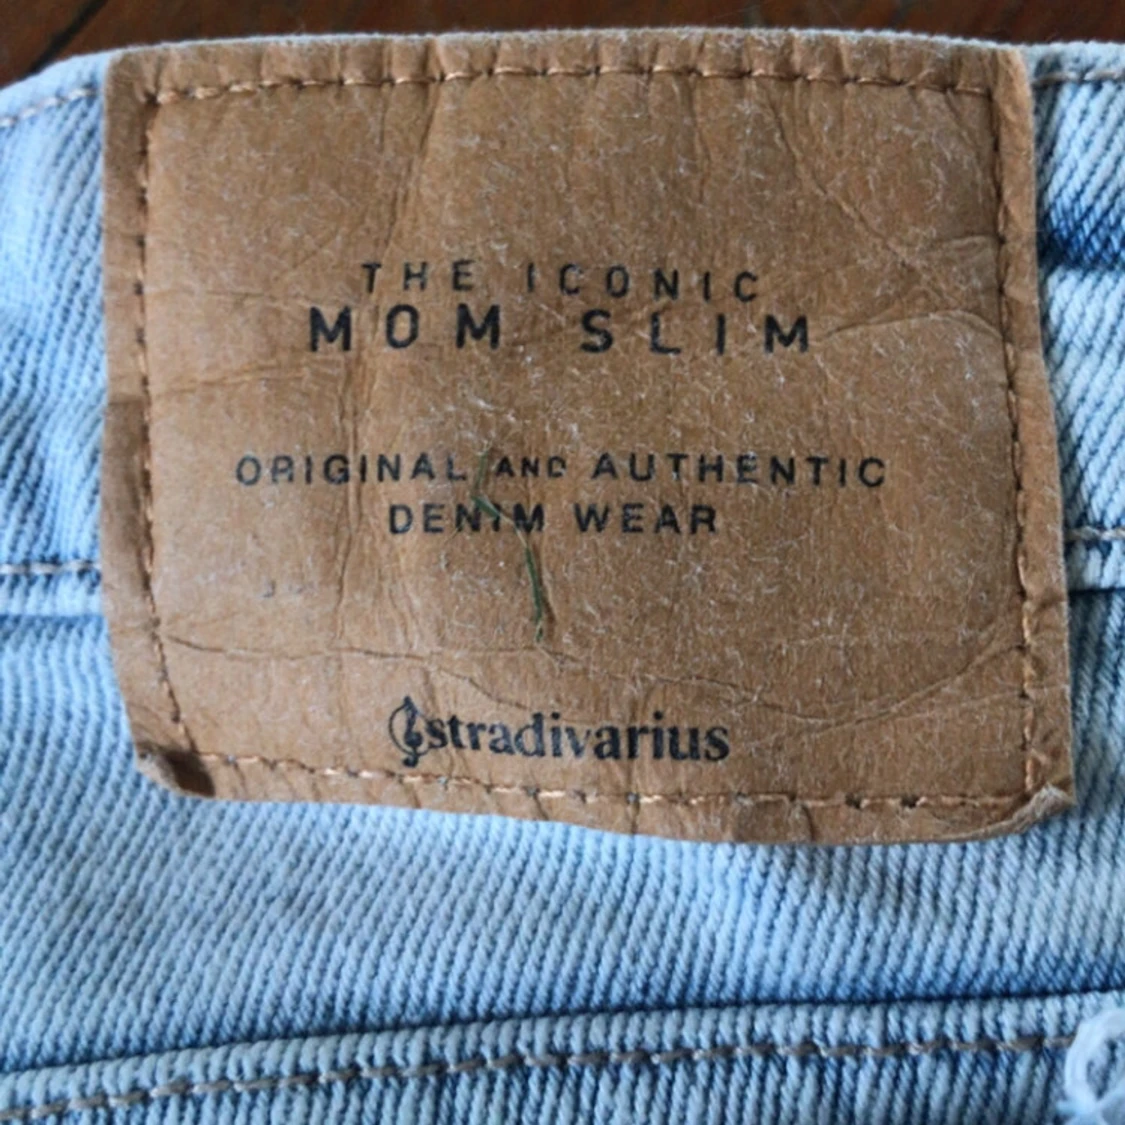 THE ICONIC
MOM SLIM
ORIGINAL AND AUTHENTIC
DENIM WEAR
stradivarius